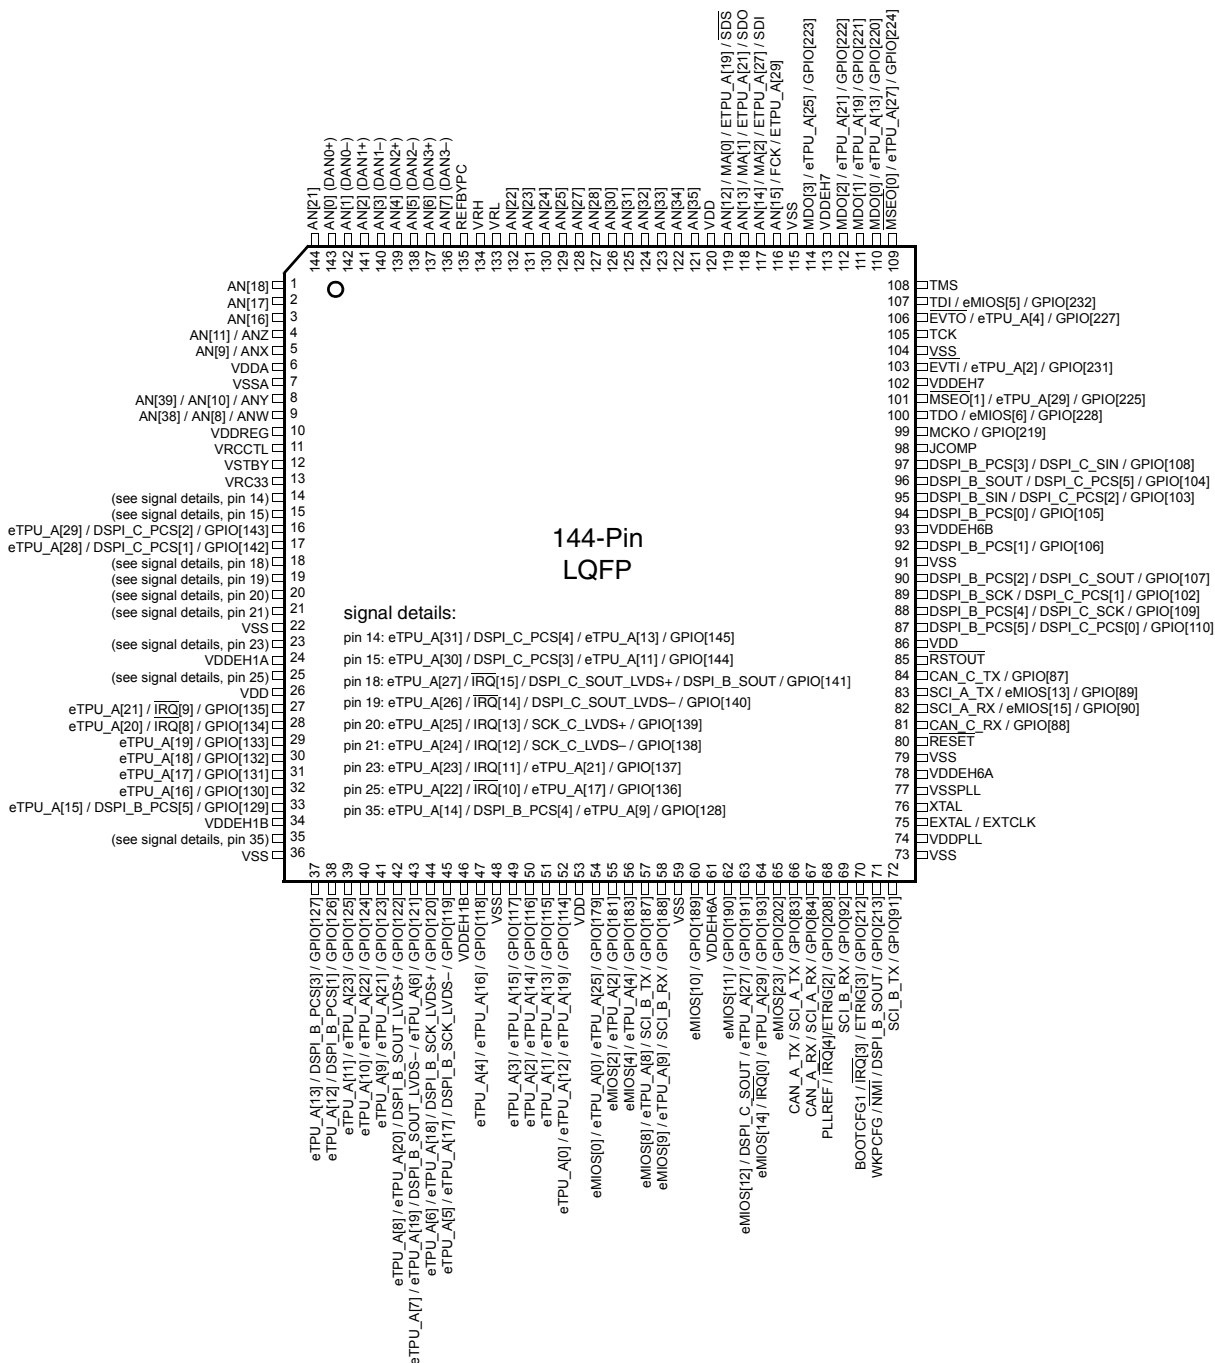 AN[21]
AN[0] (DAN0+)
AN[1] (DAN0–)
AN[2] (DAN1+)
AN[3] (DAN1–)
AN[4] (DAN2+)
AN[5] (DAN2–)
AN[6] (DAN3+)
AN[7] (DAN3–)
REFBYPC
VRH
VRL
AN[22]
AN[23]
AN[24]
AN[25]
AN[27]
AN[28]
AN[30]
AN[31]
AN[32]
AN[33]
AN[34]
AN[35]
VDD
AN[12] / MA[0] / ETPU_A[19] / SDS
AN[13] / MA[1] / ETPU_A[21] / SDO
AN[14] / MA[2] / ETPU_A[27] / SDI
AN[15] / FCK / ETPU_A[29]
VSS
MDO[3] / eTPU_A[25] / GPIO[223]
VDDEH7
MDO[2] / eTPU_A[21] / GPIO[222]
MDO[1] / eTPU_A[19] / GPIO[221]
MDO[0] / eTPU_A[13] / GPIO[220]
MSEO[0] / eTPU_A[27] / GPIO[224]
144 143 142 141 140 139 138 137 136 135 134 133 132 131 130 129 128 127 126 125 124 123 122 121 120 119 118 117 116 115 114 113 112 111 110 109
AN[18] 1
AN[17] 2
AN[16] 3
AN[11] / ANZ 4
AN[9] / ANX 5
VDDA 6
VSSA 7
AN[39] / AN[10] / ANY 8
AN[38] / AN[8] / ANW 9
VDDREG 10
VRCCTL 11
VSTBY 12
VRC33 13
(see signal details, pin 14) 14
(see signal details, pin 15) 15
eTPU_A[29] / DSPI_C_PCS[2] / GPIO[143] 16
eTPU_A[28] / DSPI_C_PCS[1] / GPIO[142] 17
(see signal details, pin 18) 18
(see signal details, pin 19) 19
(see signal details, pin 20) 20
(see signal details, pin 21) 21
VSS 22
(see signal details, pin 23) 23
VDDEH1A 24
(see signal details, pin 25) 25
VDD 26
eTPU_A[21] / IRQ[9] / GPIO[135] 27
eTPU_A[20] / IRQ[8] / GPIO[134] 28
eTPU_A[19] / GPIO[133] 29
eTPU_A[18] / GPIO[132] 30
eTPU_A[17] / GPIO[131] 31
eTPU_A[16] / GPIO[130] 32
eTPU_A[15] / DSPI_B_PCS[5] / GPIO[129] 33
VDDEH1B 34
(see signal details, pin 35) 35
VSS 36
144-Pin
LQFP
signal details:
pin 14: eTPU_A[31] / DSPI_C_PCS[4] / eTPU_A[13] / GPIO[145]
pin 15: eTPU_A[30] / DSPI_C_PCS[3] / eTPU_A[11] / GPIO[144]
pin 18: eTPU_A[27] / IRQ[15] / DSPI_C_SOUT_LVDS+ / DSPI_B_SOUT / GPIO[141]
pin 19: eTPU_A[26] / IRQ[14] / DSPI_C_SOUT_LVDS– / GPIO[140]
pin 20: eTPU_A[25] / IRQ[13] / SCK_C_LVDS+ / GPIO[139]
pin 21: eTPU_A[24] / IRQ[12] / SCK_C_LVDS– / GPIO[138]
pin 23: eTPU_A[23] / IRQ[11] / eTPU_A[21] / GPIO[137]
pin 25: eTPU_A[22] / IRQ[10] / eTPU_A[17] / GPIO[136]
pin 35: eTPU_A[14] / DSPI_B_PCS[4] / eTPU_A[9] / GPIO[128]
108 TMS
107 TDI / eMIOS[5] / GPIO[232]
106 EVTO / eTPU_A[4] / GPIO[227]
105 TCK
104 VSS
103 EVTI / eTPU_A[2] / GPIO[231]
102 VDDEH7
101 MSEO[1] / eTPU_A[29] / GPIO[225]
100 TDO / eMIOS[6] / GPIO[228]
99 MCKO / GPIO[219]
98 JCOMP
97 DSPI_B_PCS[3] / DSPI_C_SIN / GPIO[108]
96 DSPI_B_SOUT / DSPI_C_PCS[5] / GPIO[104]
95 DSPI_B_SIN / DSPI_C_PCS[2] / GPIO[103]
94 DSPI_B_PCS[0] / GPIO[105]
93 VDDEH6B
92 DSPI_B_PCS[1] / GPIO[106]
91 VSS
90 DSPI_B_PCS[2] / DSPI_C_SOUT / GPIO[107]
89 DSPI_B_SCK / DSPI_C_PCS[1] / GPIO[102]
88 DSPI_B_PCS[4] / DSPI_C_SCK / GPIO[109]
87 DSPI_B_PCS[5] / DSPI_C_PCS[0] / GPIO[110]
86 VDD
85 RSTOUT
84 CAN_C_TX / GPIO[87]
83 SCI_A_TX / eMIOS[13] / GPIO[89]
82 SCI_A_RX / eMIOS[15] / GPIO[90]
81 CAN_C_RX / GPIO[88]
80 RESET
79 VSS
78 VDDEH6A
77 VSSPLL
76 XTAL
75 EXTAL / EXTCLK
74 VDDPLL
73 VSS
37 38 39 40 41 42 43 44 45 46 47 48 49 50 51 52 53 54 55 56 57 58 59 60 61 62 63 64 65 66 67 68 69 70 71 72
eTPU_A[13] / DSPI_B_PCS[3] / GPIO[127]
eTPU_A[12] / DSPI_B_PCS[1] / GPIO[126]
eTPU_A[11] / eTPU_A[23] / GPIO[125]
eTPU_A[10] / eTPU_A[22] / GPIO[124]
eTPU_A[9] / eTPU_A[21] / GPIO[123]
eTPU_A[8] / eTPU_A[20] / DSPI_B_SOUT_LVDS+ / GPIO[122]
eTPU_A[7] / eTPU_A[19] / DSPI_B_SOUT_LVDS– / eTPU_A[6] / GPIO[121]
eTPU_A[6] / eTPU_A[18] / DSPI_B_SCK_LVDS+ / GPIO[120]
eTPU_A[5] / eTPU_A[17] / DSPI_B_SCK_LVDS– / GPIO[119]
VDDEH1B
eTPU_A[4] / eTPU_A[16] / GPIO[118]
VSS
eTPU_A[3] / eTPU_A[15] / GPIO[117]
eTPU_A[2] / eTPU_A[14] / GPIO[116]
eTPU_A[1] / eTPU_A[13] / GPIO[115]
eTPU_A[0] / eTPU_A[12] / eTPU_A[19] / GPIO[114]
VDD
eMIOS[0] / eTPU_A[0] / eTPU_A[25] / GPIO[179]
eMIOS[2] / eTPU_A[2] / GPIO[181]
eMIOS[4] / eTPU_A[4] / GPIO[183]
eMIOS[8] / eTPU_A[8] / SCI_B_TX / GPIO[187]
eMIOS[9] / eTPU_A[9] / SCI_B_RX / GPIO[188]
VSS
eMIOS[10] / GPIO[189]
VDDEH6A
eMIOS[11] / GPIO[190]
eMIOS[12] / DSPI_C_SOUT / eTPU_A[27] / GPIO[191]
eMIOS[14] / IRQ[0] / eTPU_A[29] / GPIO[193]
eMIOS[23] / GPIO[202]
CAN_A_TX / SCI_A_TX / GPIO[83]
CAN_A_RX / SCI_A_RX / GPIO[84]
PLLREF / IRQ[4]/ETRIG[2] / GPIO[208]
SCI_B_RX / GPIO[92]
BOOTCFG1 / IRQ[3] / ETRIG[3] / GPIO[212]
WKPCFG / NMI / DSPI_B_SOUT / GPIO[213]
SCI_B_TX / GPIO[91]